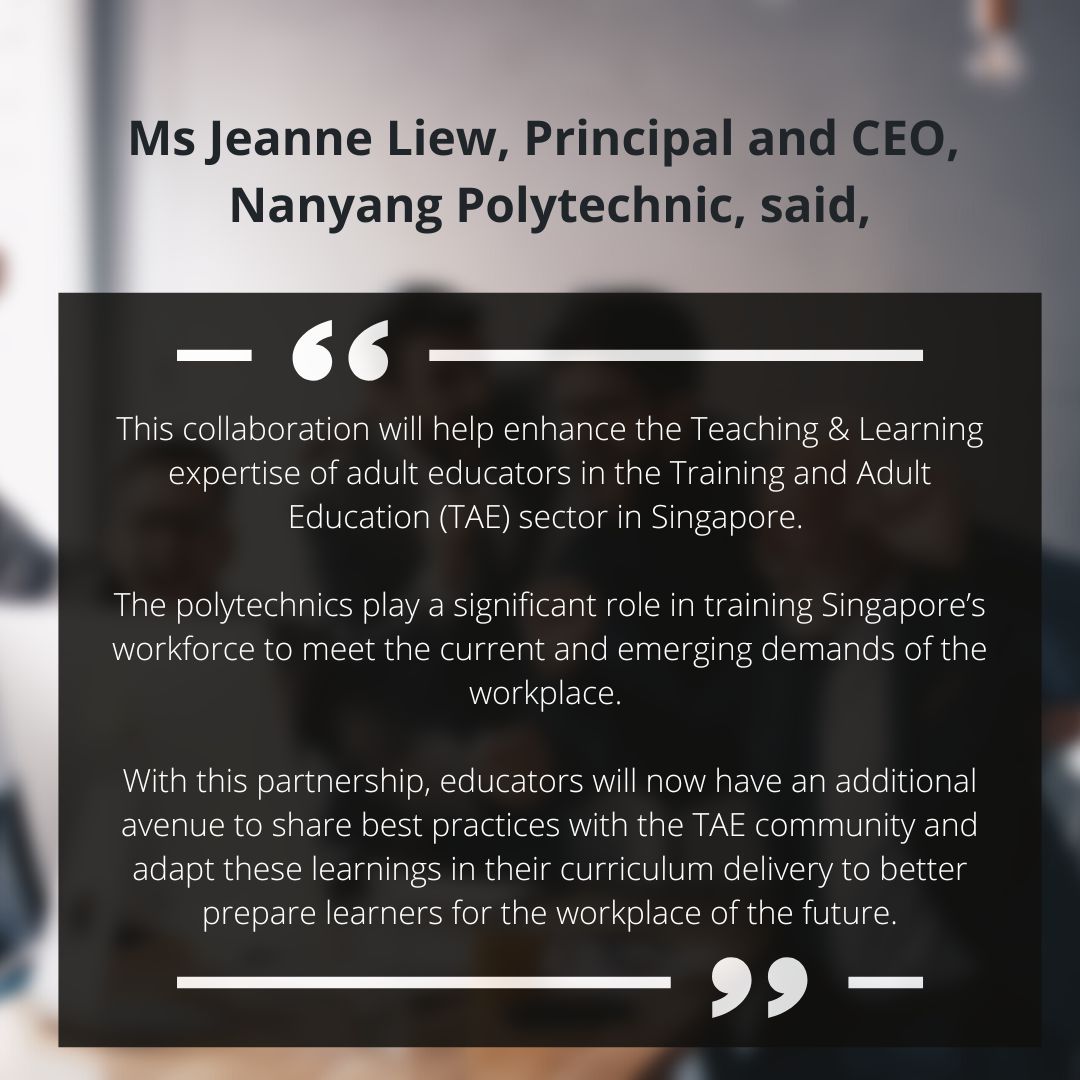 Ms Jeanne Liew, Principal and CEO,
Nanyang Polytechnic, said,
“
This collaboration will help enhance the Teaching & Learning
expertise of adult educators in the Training and Adult
Education (TAE) sector in Singapore.
The polytechnics play a significant role in training Singapore’s
workforce to meet the current and emerging demands of the
workplace.
With this partnership, educators will now have an additional
avenue to share best practices with the TAE community and
adapt these learnings in their curriculum delivery to better
prepare learners for the workplace of the future.
”